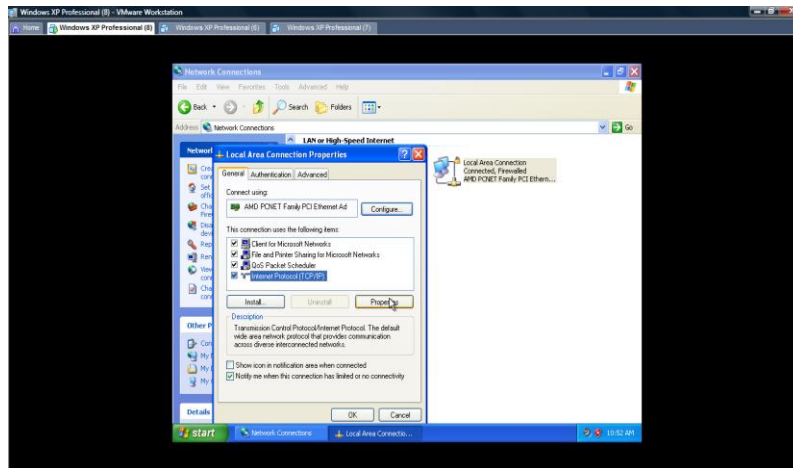 Windows XP Professional (8) - VMware Workstation
Home
Windows XP Professional (8)
Windows XP Professional (6)
Windows XP Professional (7)
Network Connections
File Edit View Favorites Tools Advanced Help
Back Search Folders
Address Network Connections Go
LAN or High-Speed Internet
Local Area Connection
Connected, Firewalled
AMD PCNET Family PCI Ethern...
Local Area Connection Properties
General Authentication Advanced
Connect using:
AMD PCNET Family PCI Ethernet Ad Configure...
This connection uses the following items:
Client for Microsoft Networks
File and Printer Sharing for Microsoft Networks
QoS Packet Scheduler
Internet Protocol (TCP/IP)
Install... Uninstall Properties
Description
Transmission Control Protocol/Internet Protocol. The default
wide area network protocol that provides communication
across diverse interconnected networks.
Show icon in notification area when connected
Notify me when this connection has limited or no connectivity
OK Cancel
Other P
Details
start Network Connections Local Area Connectio... 10:52 AM